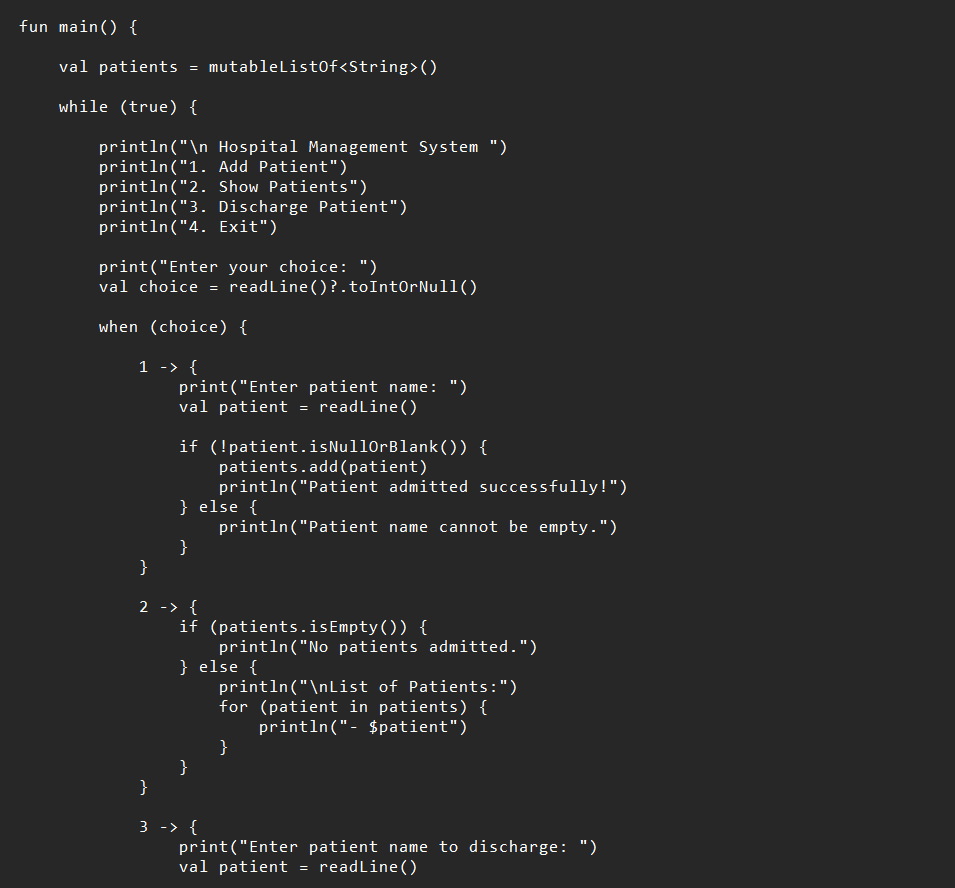 fun main() {
    val patients = mutableListOf<String>()
    while (true) {
        println("\n Hospital Management System ")
        println("1. Add Patient")
        println("2. Show Patients")
        println("3. Discharge Patient")
        println("4. Exit")
        print("Enter your choice: ")
        val choice = readLine()?.toIntOrNull()
        when (choice) {
            1 -> {
                print("Enter patient name: ")
                val patient = readLine()
                if (!patient.isNullOrBlank()) {
                    patients.add(patient)
                    println("Patient admitted successfully!")
                } else {
                    println("Patient name cannot be empty.")
                }
            }
            2 -> {
                if (patients.isEmpty()) {
                    println("No patients admitted.")
                } else {
                    println("\nList of Patients:")
                    for (patient in patients) {
                        println("- $patient")
                    }
                }
            }
            3 -> {
                print("Enter patient name to discharge: ")
                val patient = readLine()